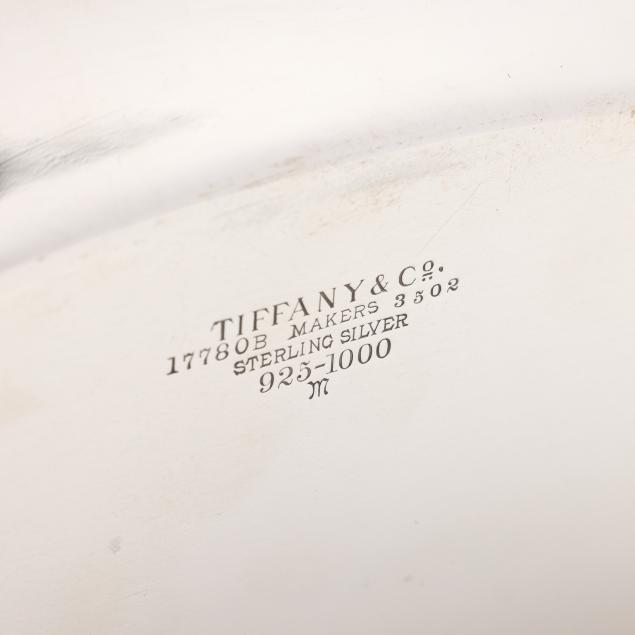 TIFFANY & Co.
17780B MAKERS 3502
STERLING SILVER
925-1000
m